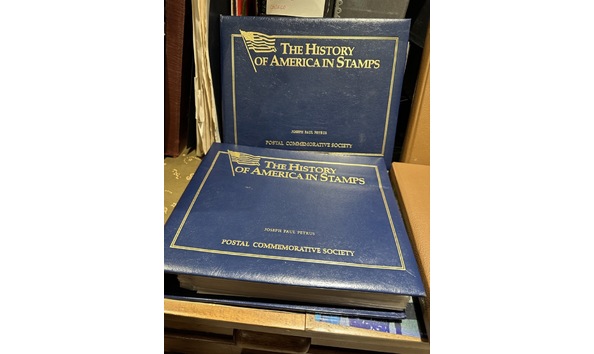 THE HISTORY
OF AMERICA IN STAMPS
JOSEPH PAUL PETRUS
POSTAL COMMEMORATIVE SOCIETY
THE HISTORY
OF AMERICA IN STAMPS
JOSEPH PAUL PETRUS
POSTAL COMMEMORATIVE SOCIETY